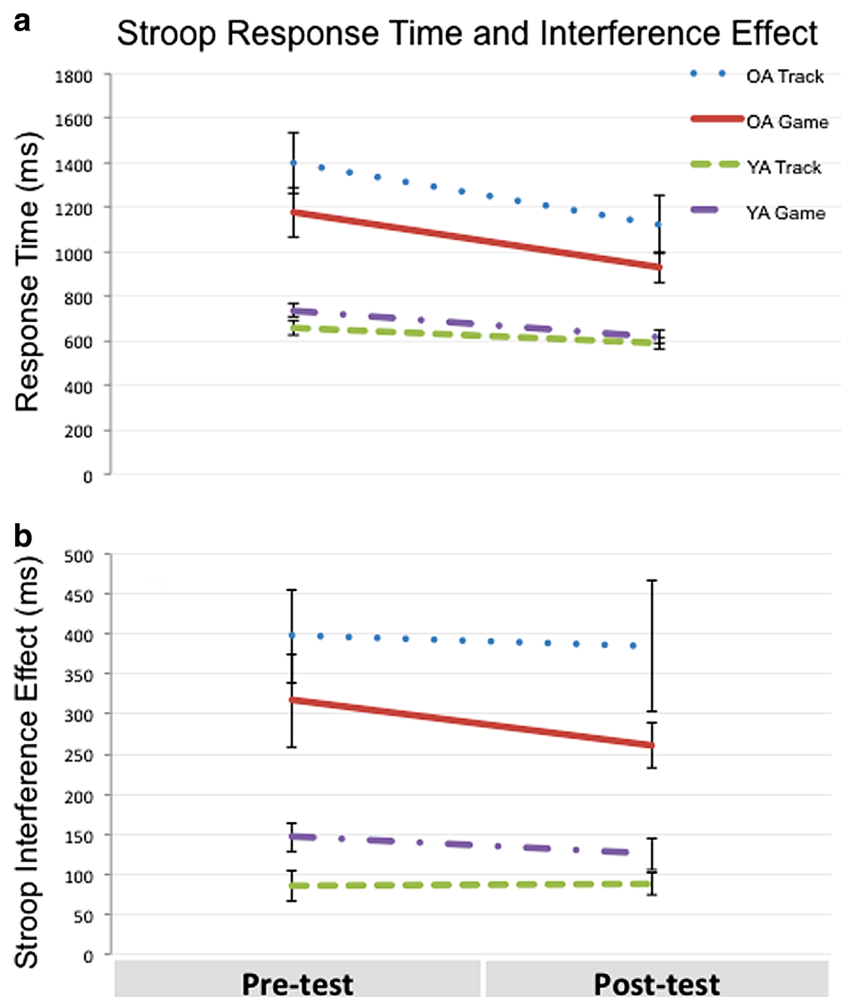 a
Stroop Response Time and Interference Effect
Response Time (ms)
1800
1600
1400
1200
1000
800
600
400
200
0
OA Track
OA Game
YA Track
YA Game
b
Stroop Interference Effect (ms)
500
450
400
350
300
250
200
150
100
50
0
Pre-test Post-test